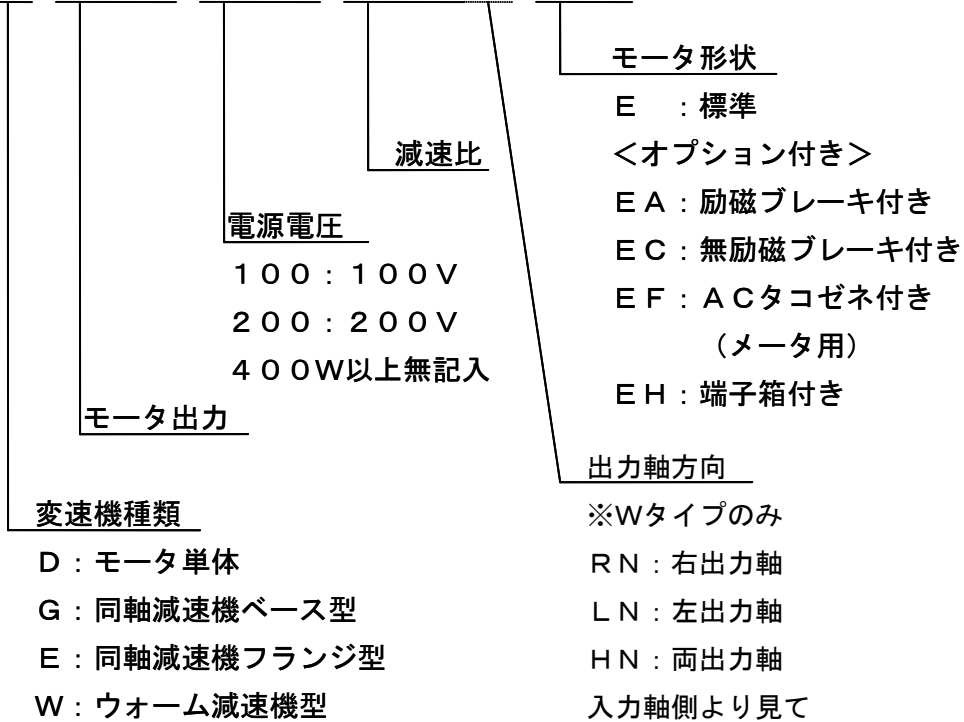 モータ形状
E　：標準
＜オプション付き＞
EA：励磁ブレーキ付き
EC：無励磁ブレーキ付き
EF：ACタコゼネ付き
（メータ用）
EH：端子箱付き
減速比
電源電圧
100：100V
200：200V
400W以上無記入
モータ出力
出力軸方向
※Wタイプのみ
RN：右出力軸
LN：左出力軸
HN：両出力軸
入力軸側より見て
変速機種類
D：モータ単体
G：同軸減速機ベース型
E：同軸減速機フランジ型
W：ウォーム減速機型